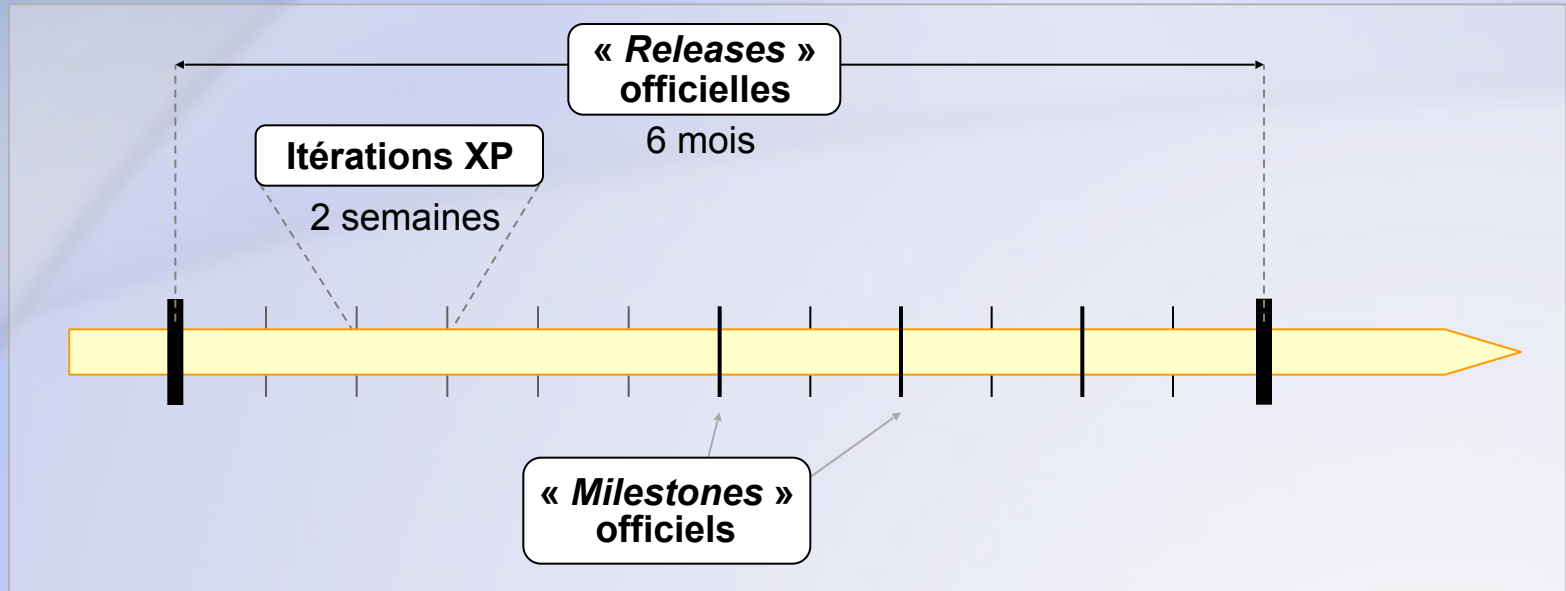 « Releases »
officielles
6 mois
Itérations XP
2 semaines
« Milestones »
officiels